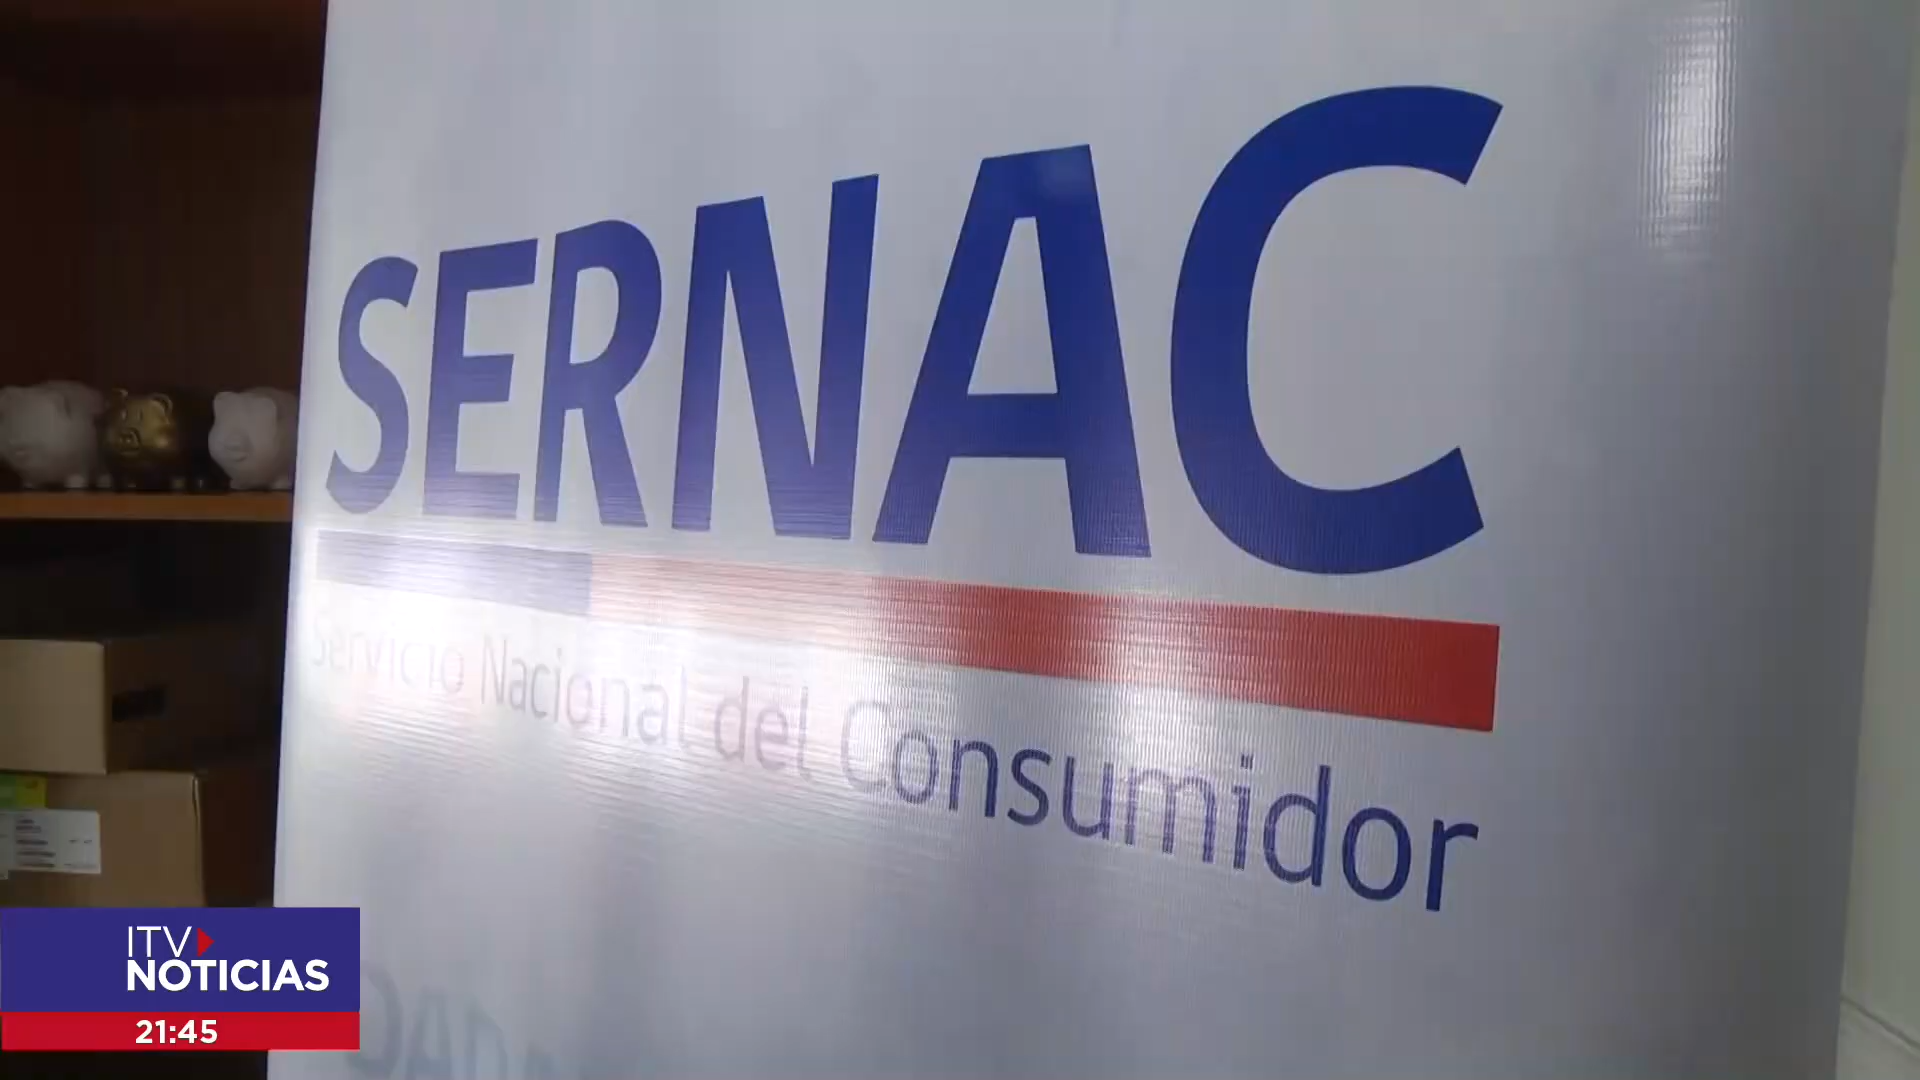 SERNAC
Servicio Nacional del Consumidor
ITV
NOTICIAS
21:45